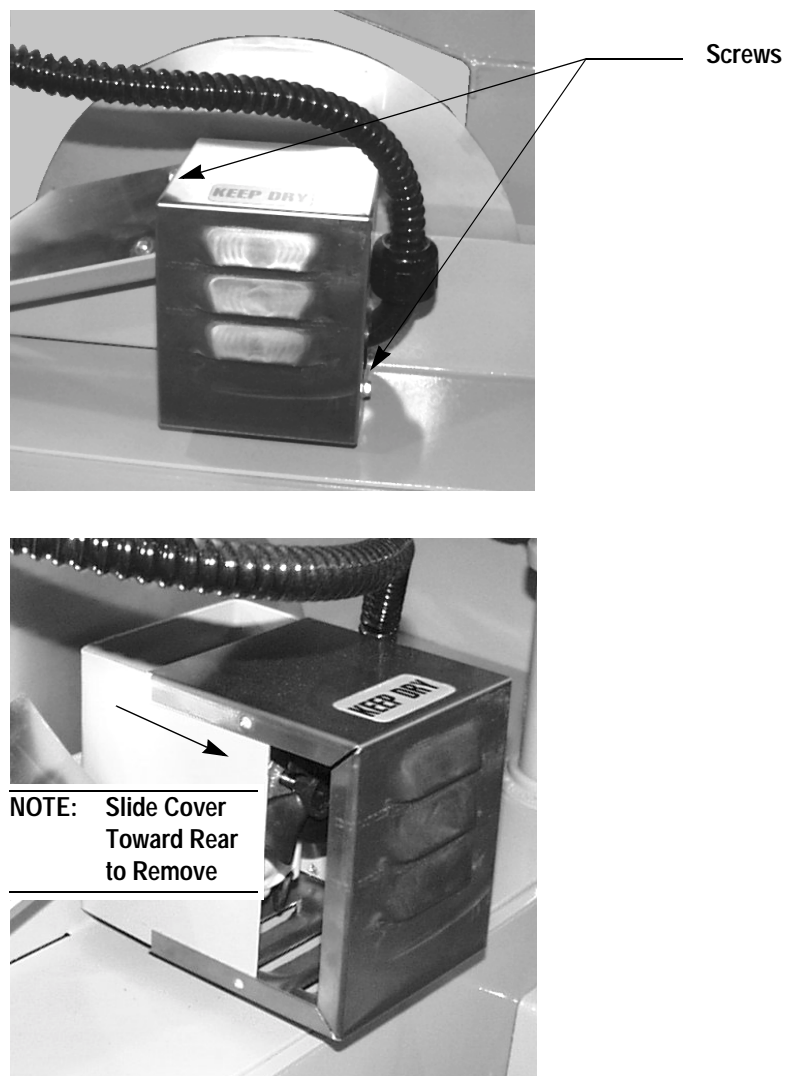 Screws
KEEP DRY
KEEP DRY
NOTE: Slide Cover
Toward Rear
to Remove